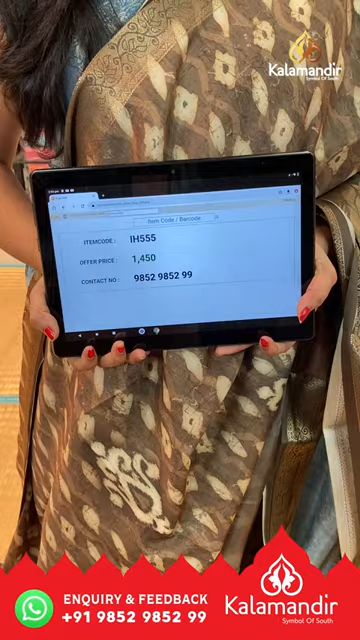 Kalamandir
Symbol Of South
Item Code / Barcode
ITEMCODE : IH555
OFFER PRICE : 1,450
CONTACT NO : 9852 9852 99
ENQUIRY & FEEDBACK
+91 9852 9852 99
Kalamandir
Symbol Of South